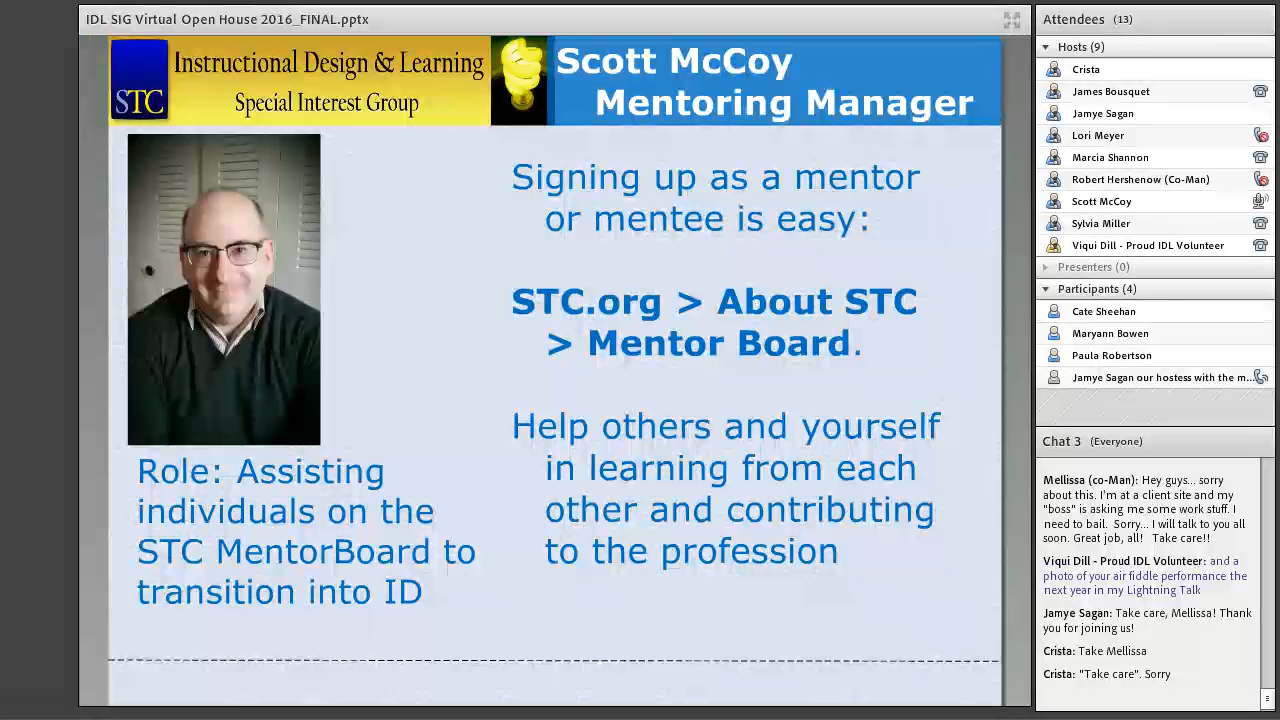 IDL SIG Virtual Open House 2016_FINAL.pptx
STC
Instructional Design & Learning
Special Interest Group
Scott McCoy
Mentoring Manager
Signing up as a mentor
or mentee is easy:
STC.org > About STC
> Mentor Board.
Help others and yourself
in learning from each
other and contributing
to the profession
Role: Assisting
individuals on the
STC MentorBoard to
transition into ID
Attendees (13)
Hosts (9)
Crista
James Bousquet
Jamye Sagan
Lori Meyer
Marcia Shannon
Robert Hershenow (Co-Man)
Scott McCoy
Sylvia Miller
Viqui Dill - Proud IDL Volunteer
Presenters (0)
Participants (4)
Cate Sheehan
Maryann Bowen
Paula Robertson
Jamye Sagan our hostess with the m...
Chat 3 (Everyone)
Mellissa (co-Man): Hey guys... sorry
about this. I'm at a client site and my
"boss" is asking me some work stuff. I
need to bail. Sorry... I will talk to you all
soon. Great job, all! Take care!!
Viqui Dill - Proud IDL Volunteer: and a
photo of your air fiddle performance the
next year in my Lightning Talk
Jamye Sagan: Take care, Mellissa! Thank
you for joining us!
Crista: Take Mellissa
Crista: "Take care". Sorry